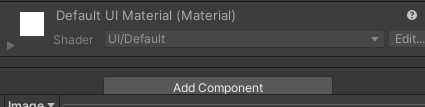 Default UI Material (Material)
Shader UI/Default Edit...
Add Component
Image